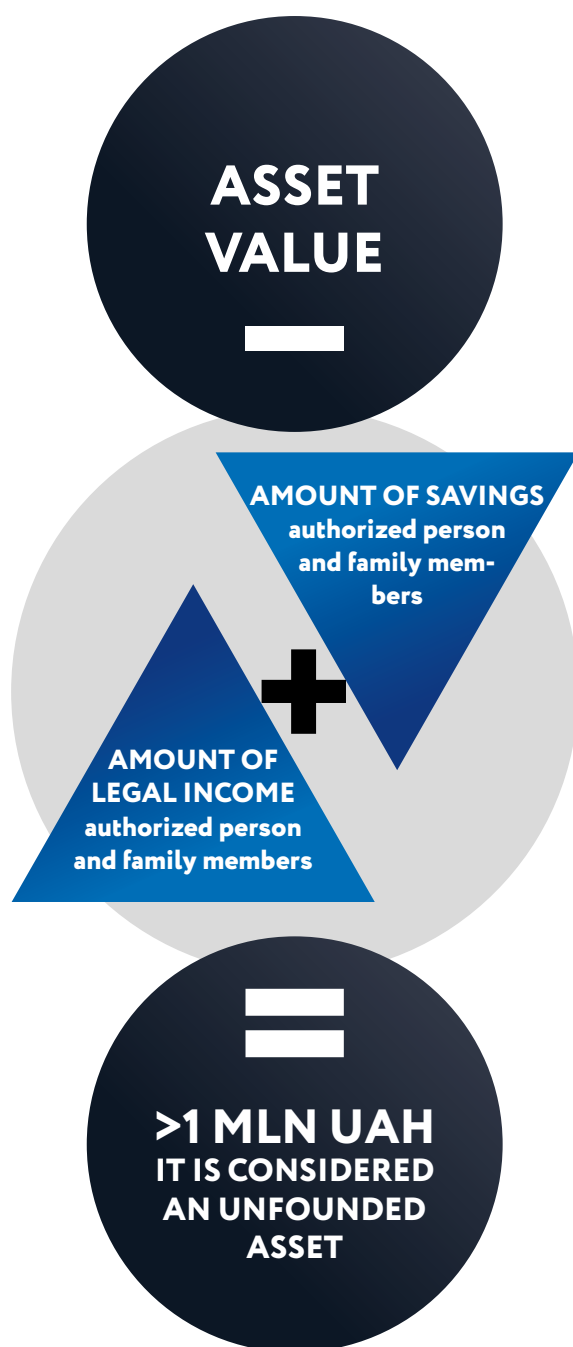 ASSET
VALUE
–
AMOUNT OF SAVINGS
authorized person
and family mem-
bers
+
AMOUNT OF
LEGAL INCOME
authorized person
and family members
=
>1 MLN UAH
IT IS CONSIDERED
AN UNFOUNDED
ASSET